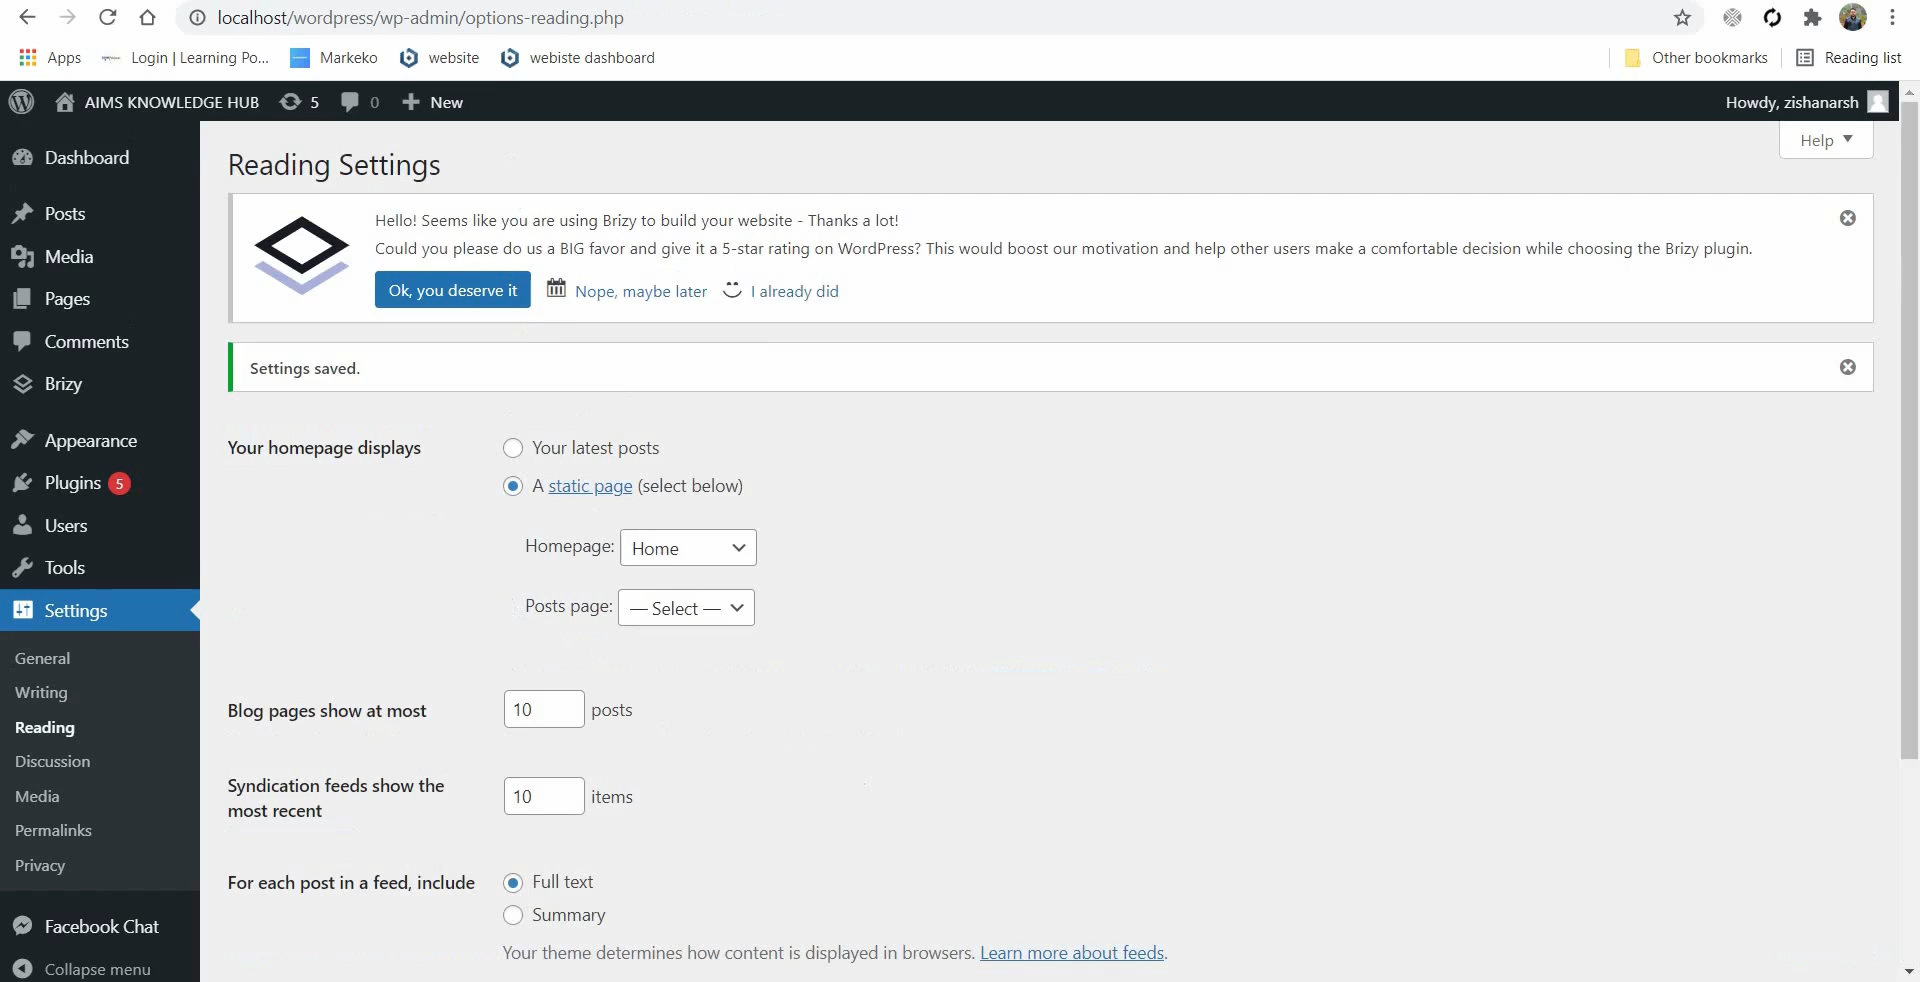 localhost/wordpress/wp-admin/options-reading.php
Apps
Login | Learning Po...
Markeko
website
webiste dashboard
Other bookmarks
Reading list
AIMS KNOWLEDGE HUB
5
0
New
Howdy, zishanarsh
Help
Dashboard
Posts
Media
Pages
Comments
Brizy
Appearance
Plugins 5
Users
Tools
Settings
General
Writing
Reading
Discussion
Media
Permalinks
Privacy
Facebook Chat
Collapse menu
Reading Settings
Hello! Seems like you are using Brizy to build your website - Thanks a lot!
Could you please do us a BIG favor and give it a 5-star rating on WordPress? This would boost our motivation and help other users make a comfortable decision while choosing the Brizy plugin.
Ok, you deserve it
Nope, maybe later
I already did
Settings saved.
Your homepage displays
Your latest posts
A static page (select below)
Homepage: Home
Posts page: — Select —
Blog pages show at most
10 posts
Syndication feeds show the
most recent
10 items
For each post in a feed, include
Full text
Summary
Your theme determines how content is displayed in browsers. Learn more about feeds.